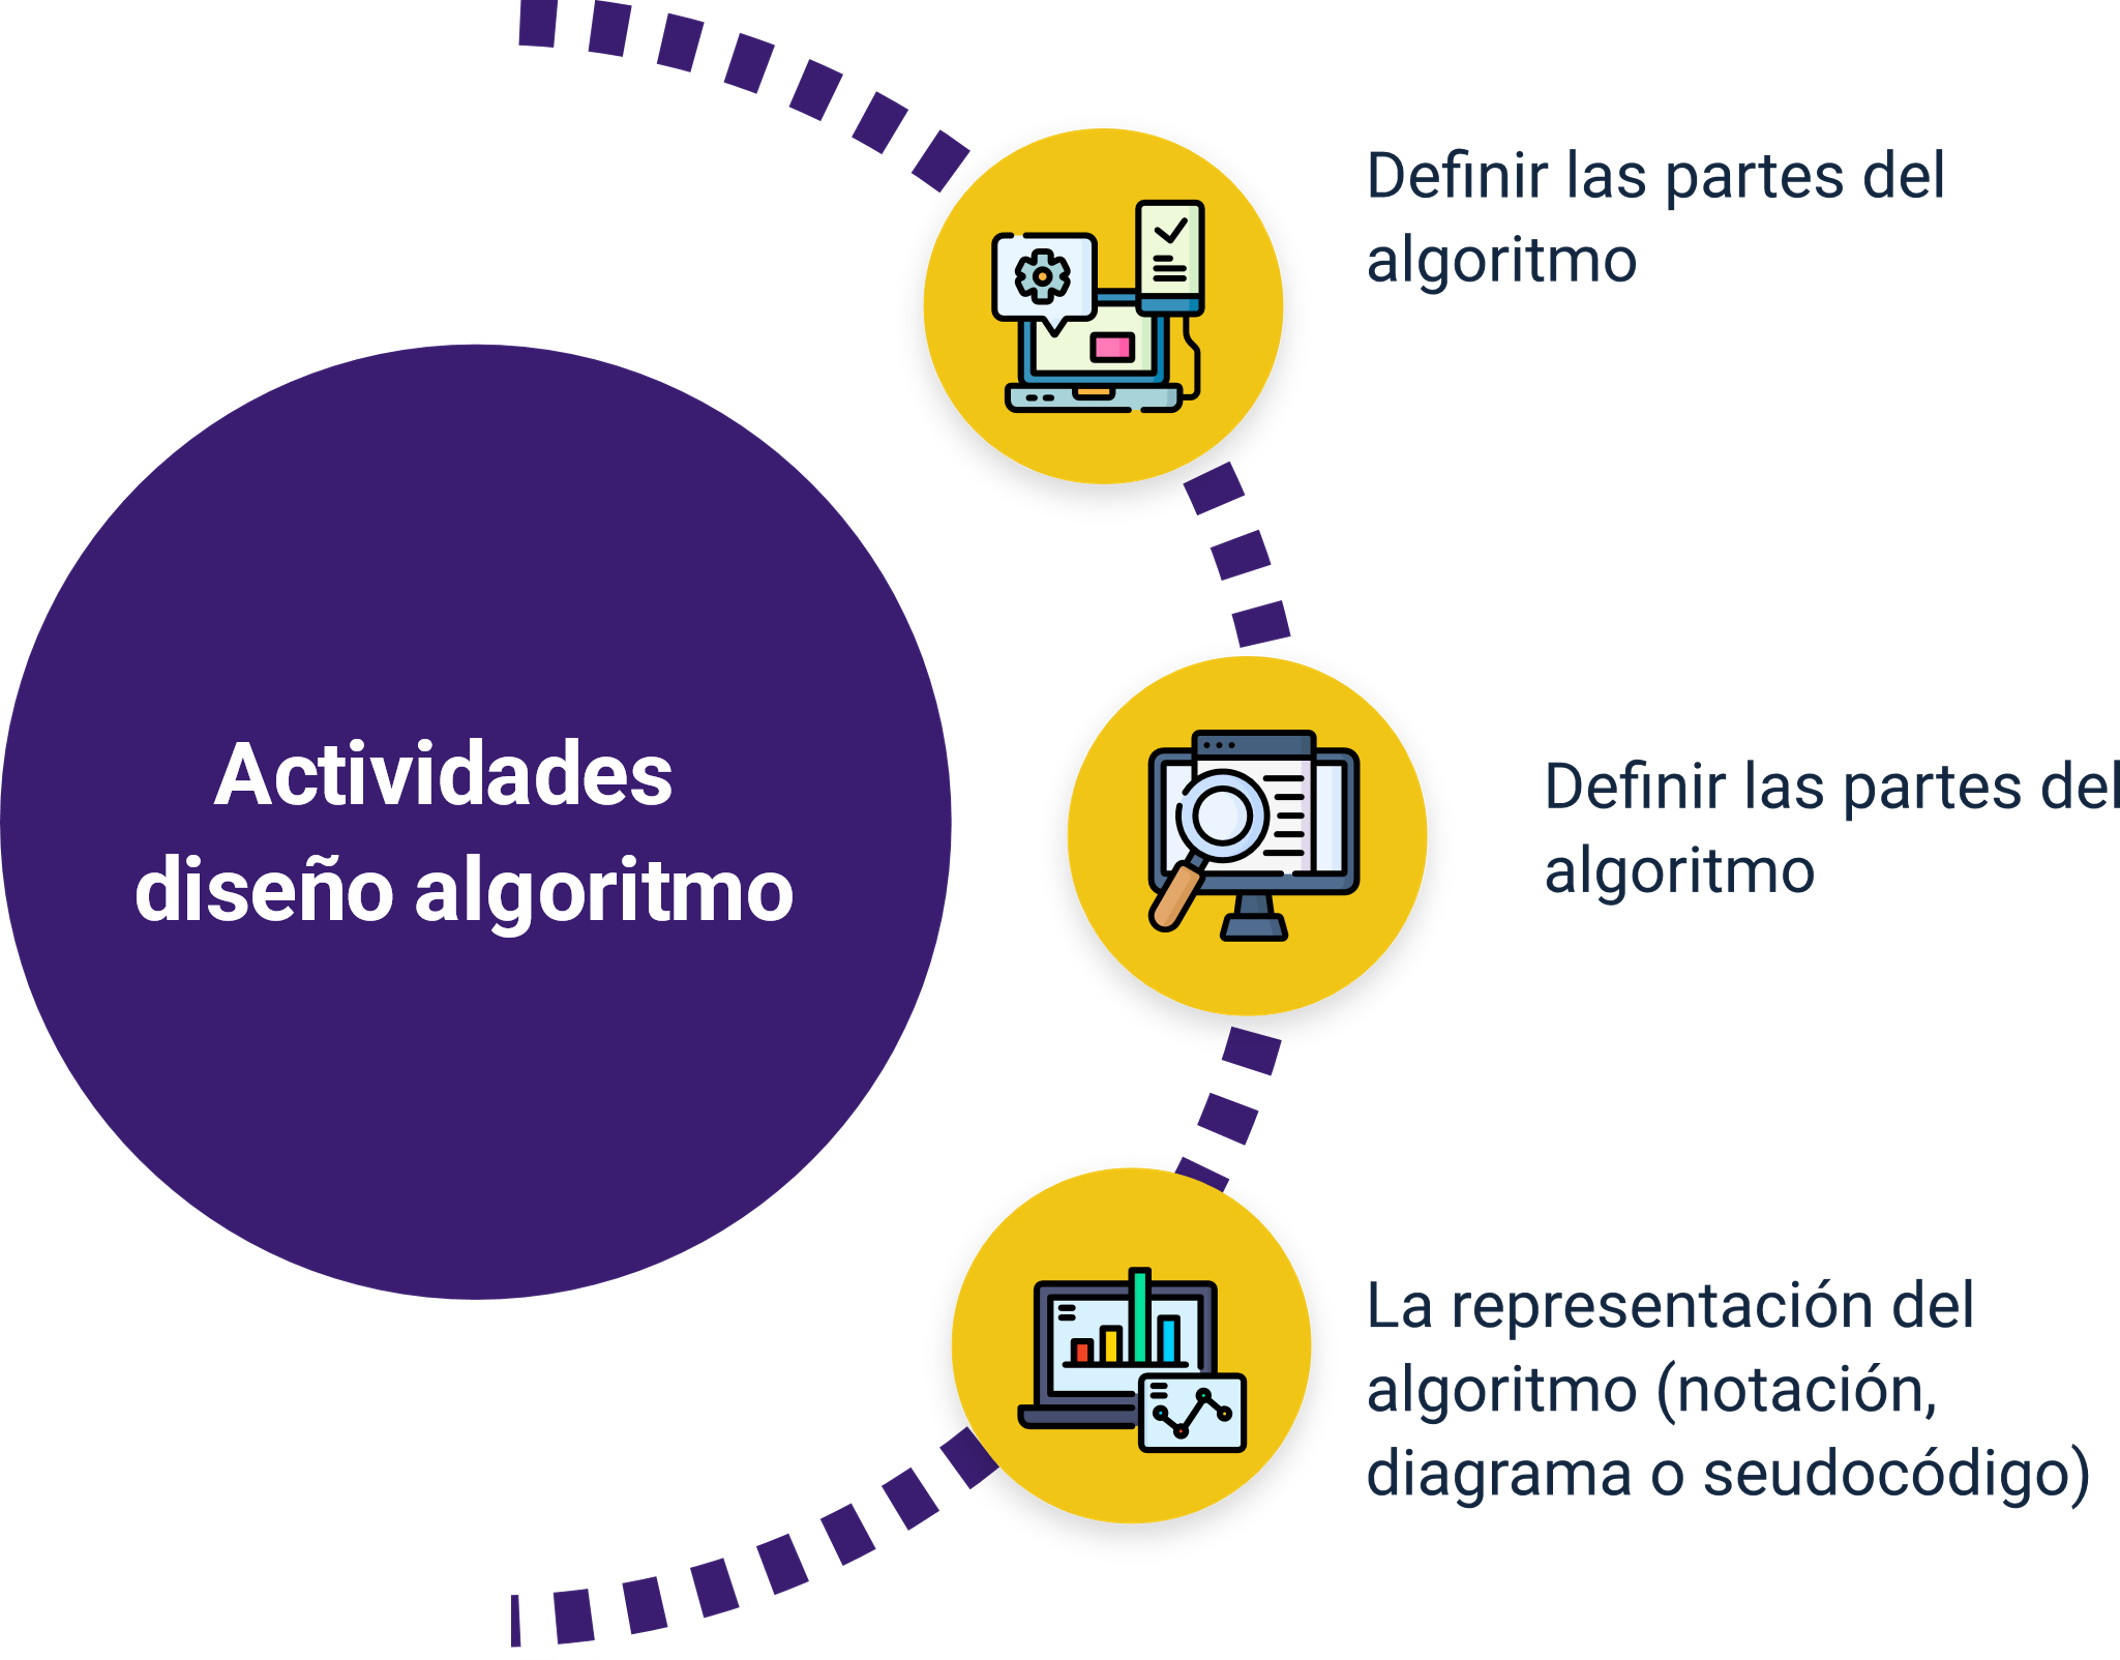 Actividades
diseño algoritmo
Definir las partes del
algoritmo
Definir las partes del
algoritmo
La representación del
algoritmo (notación,
diagrama o seudocódigo)